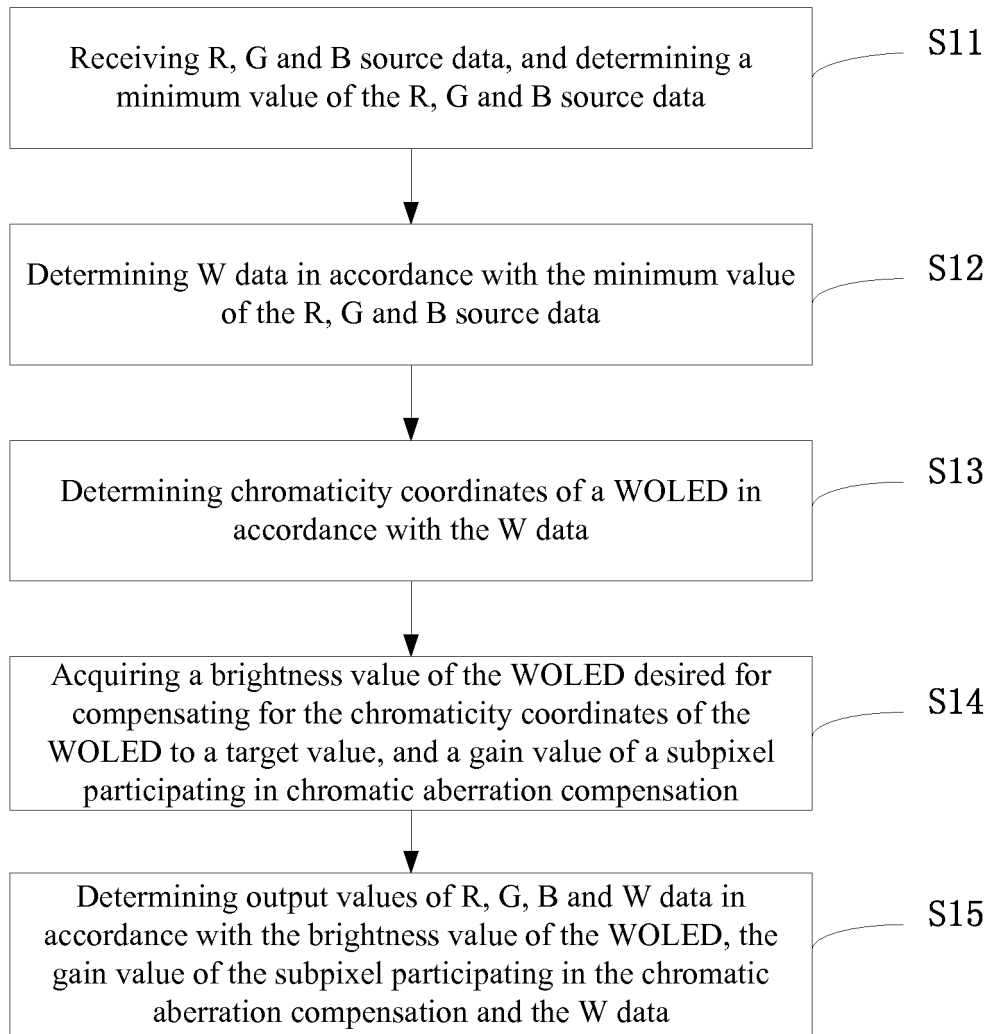 Receiving R, G and B source data, and determining a
minimum value of the R, G and B source data
S11
Determining W data in accordance with the minimum value
of the R, G and B source data
S12
Determining chromaticity coordinates of a WOLED in
accordance with the W data
S13
Acquiring a brightness value of the WOLED desired for
compensating for the chromaticity coordinates of the
WOLED to a target value, and a gain value of a subpixel
participating in chromatic aberration compensation
S14
Determining output values of R, G, B and W data in
accordance with the brightness value of the WOLED, the
gain value of the subpixel participating in the chromatic
aberration compensation and the W data
S15